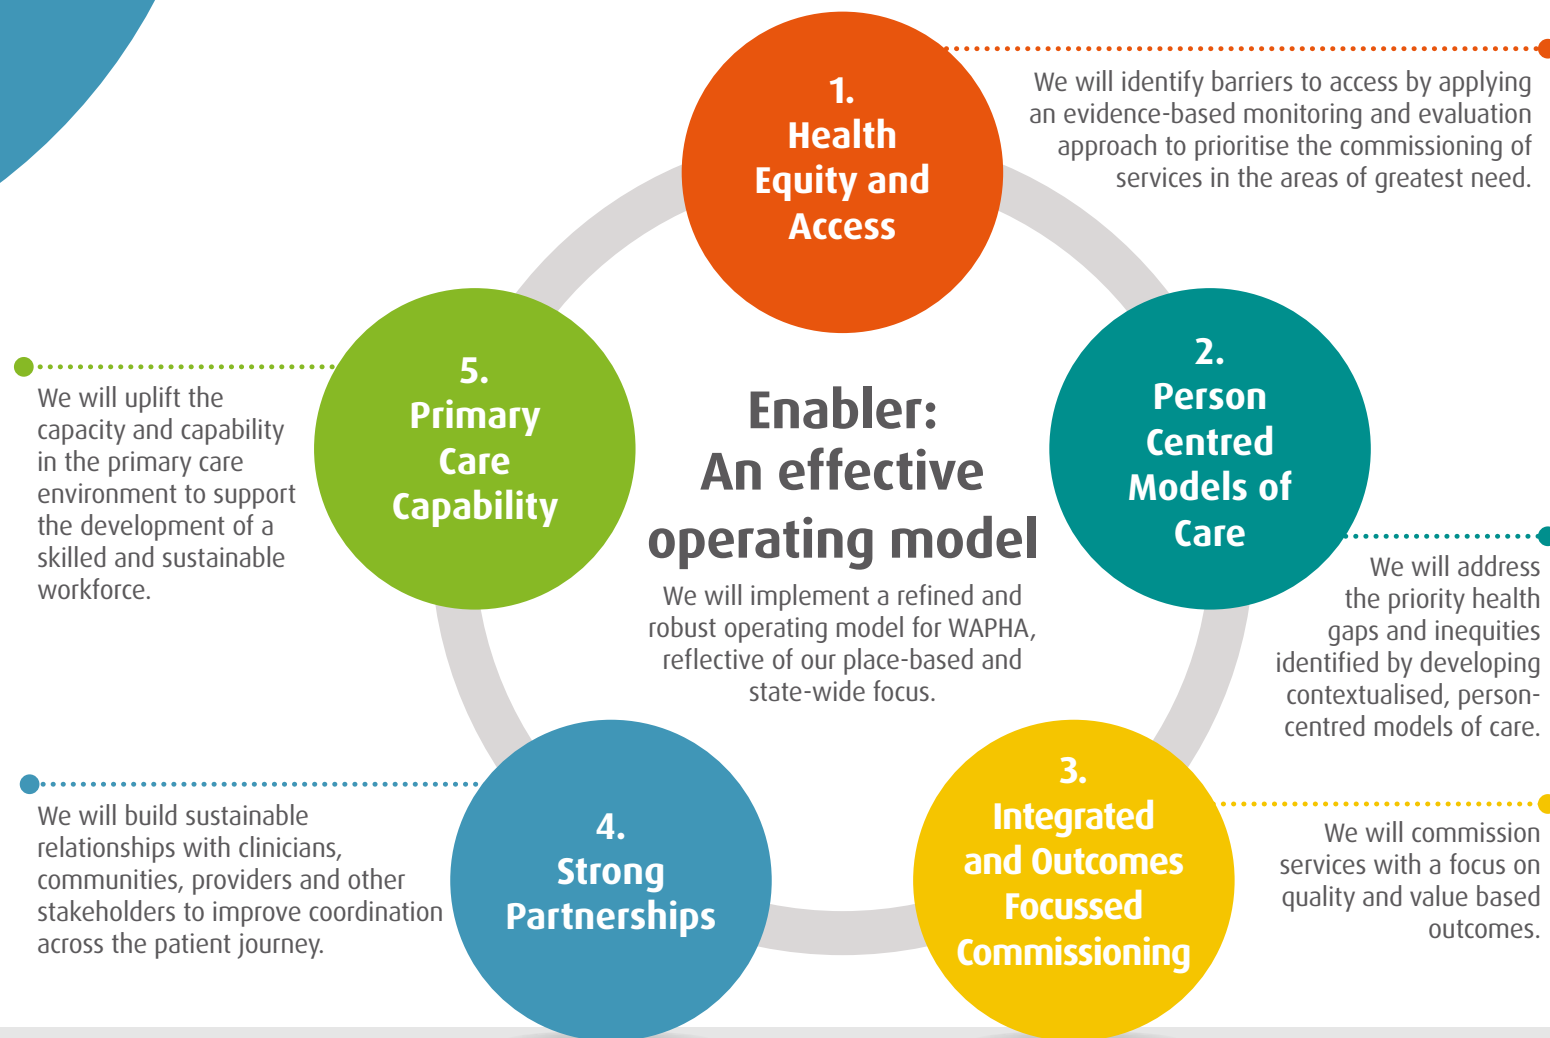 1.
Health
Equity and
Access
We will identify barriers to access by applying
an evidence-based monitoring and evaluation
approach to prioritise the commissioning of
services in the areas of greatest need.
2.
Person
Centred
Models of
Care
We will address
the priority health
gaps and inequities
identified by developing
contextualised, person-
centred models of care.
3.
Integrated
and Outcomes
Focussed
Commissioning
We will commission
services with a focus on
quality and value based
outcomes.
4.
Strong
Partnerships
We will build sustainable
relationships with clinicians,
communities, providers and other
stakeholders to improve coordination
across the patient journey.
5.
Primary
Care
Capability
We will uplift the
capacity and capability
in the primary care
environment to support
the development of a
skilled and sustainable
workforce.
Enabler:
An effective
operating model
We will implement a refined and
robust operating model for WAPHA,
reflective of our place-based and
state-wide focus.